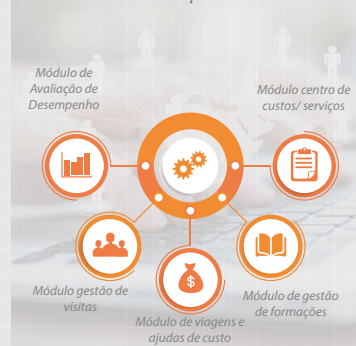 Módulo de
Avaliação de
Desempenho
Módulo centro de
custos/ serviços
Módulo gestão de
visitas
Módulo de viagens e
ajudas de custo
Módulo de gestão
de formações
$